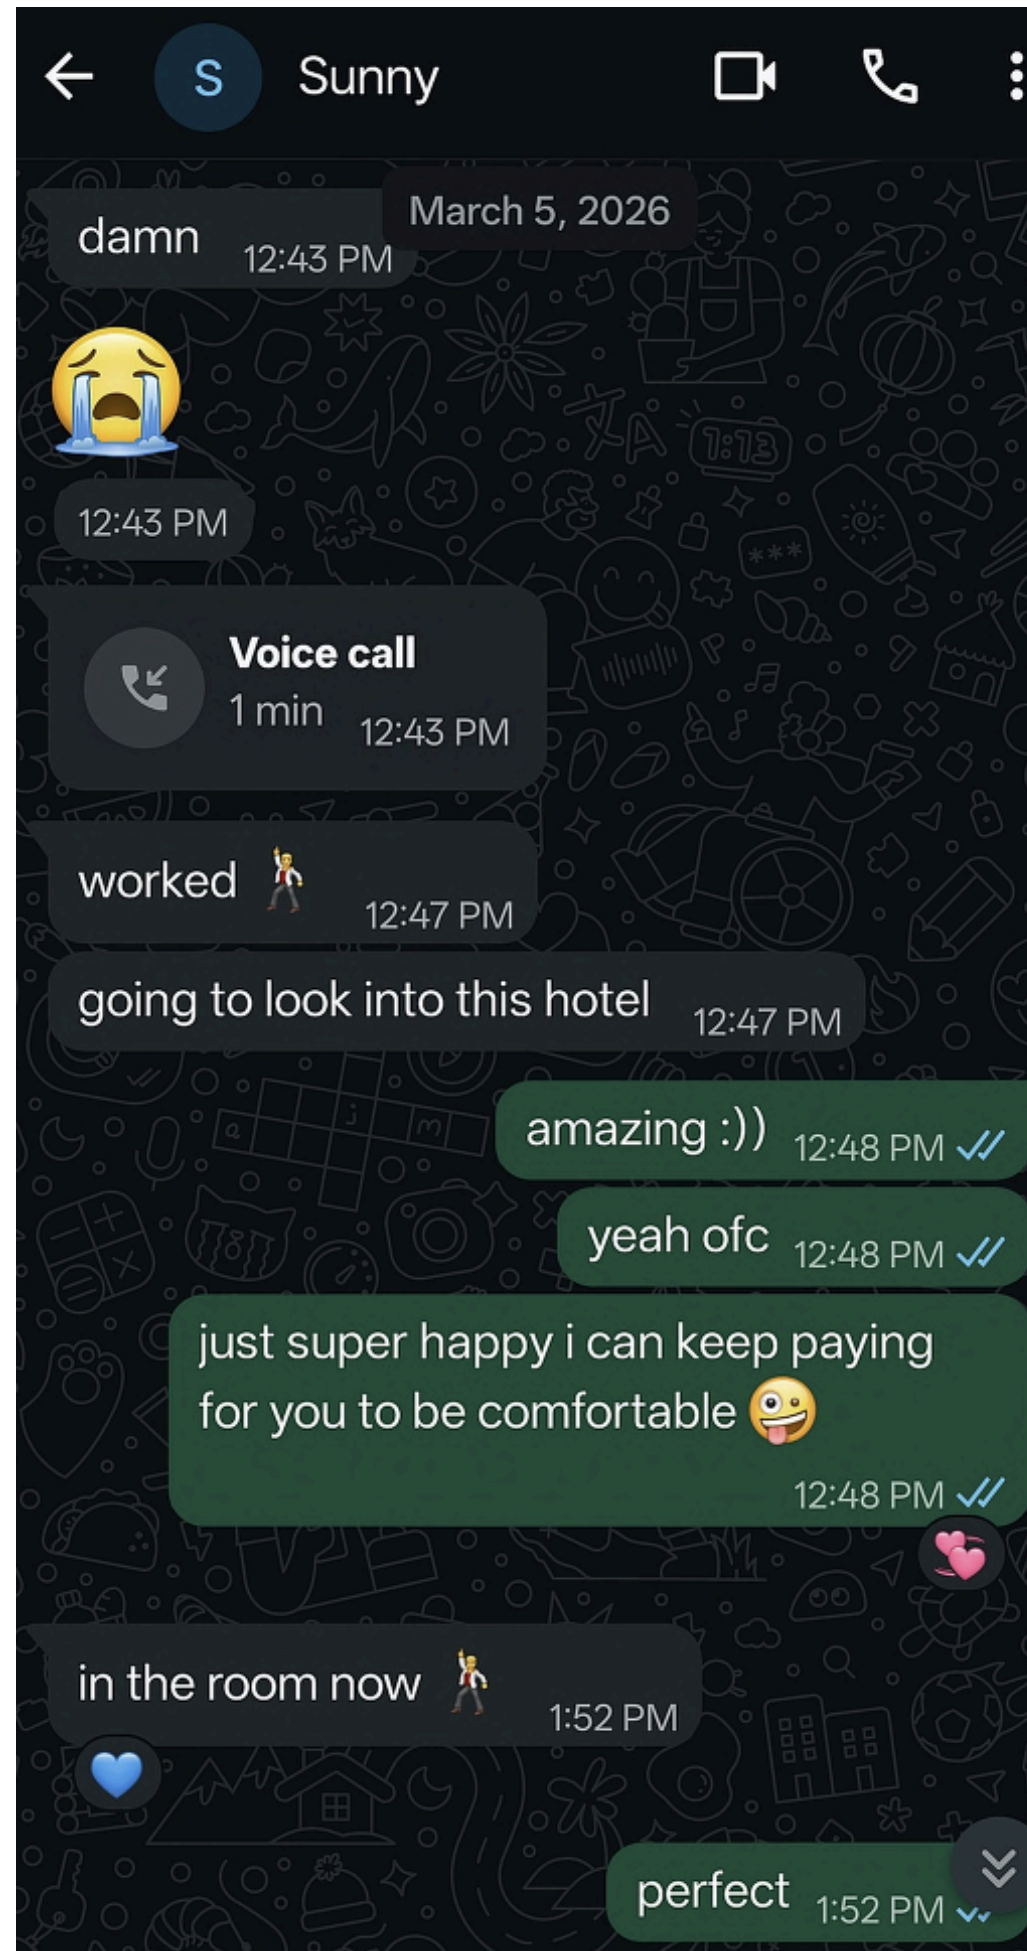 S Sunny
March 5, 2026
damn 12:43 PM
😭
12:43 PM
Voice call
1 min 12:43 PM
worked 🕺 12:47 PM
going to look into this hotel 12:47 PM
amazing :)) 12:48 PM
yeah ofc 12:48 PM
just super happy i can keep paying
for you to be comfortable 🤪
12:48 PM
💞
in the room now 🕺 1:52 PM
💙
perfect 1:52 PM